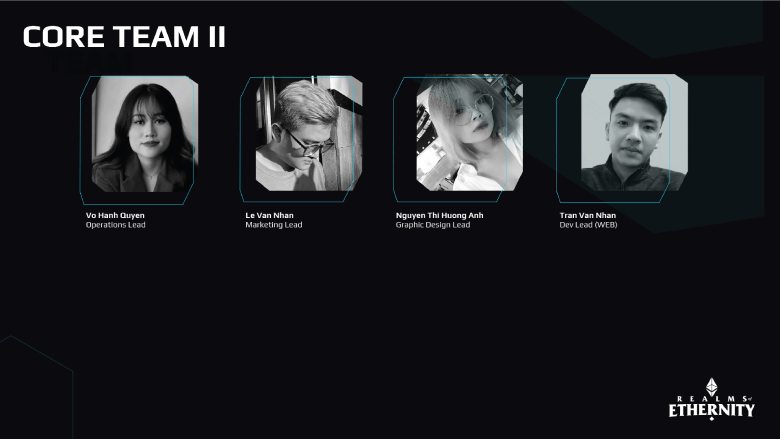 CORE TEAM II
Vo Hanh Quyen
Operations Lead
Le Van Nhan
Marketing Lead
Nguyen Thi Huong Anh
Graphic Design Lead
Tran Van Nhan
Dev Lead (WEB)
REALMS of
ETHERNITY